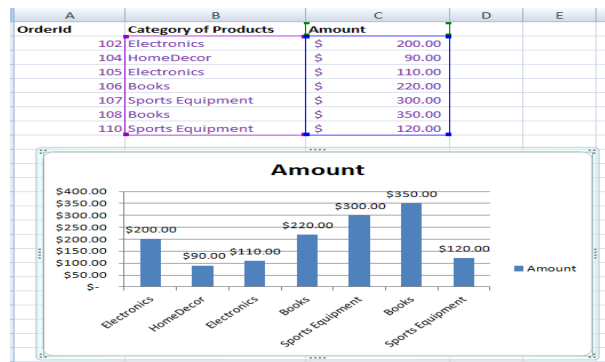 A B C D E
OrderId Category of Products Amount
102 Electronics $ 200.00
104 HomeDecor $ 90.00
105 Electronics $ 110.00
106 Books $ 220.00
107 Sports Equipment $ 300.00
108 Books $ 350.00
110 Sports Equipment $ 120.00
Amount
$400.00
$350.00
$300.00
$250.00
$200.00
$150.00
$100.00
$50.00
$-
$200.00
$90.00
$110.00
$220.00
$300.00
$350.00
$120.00
Electronics
HomeDecor
Electronics
Books
Sports Equipment
Books
Sports Equipment
Amount